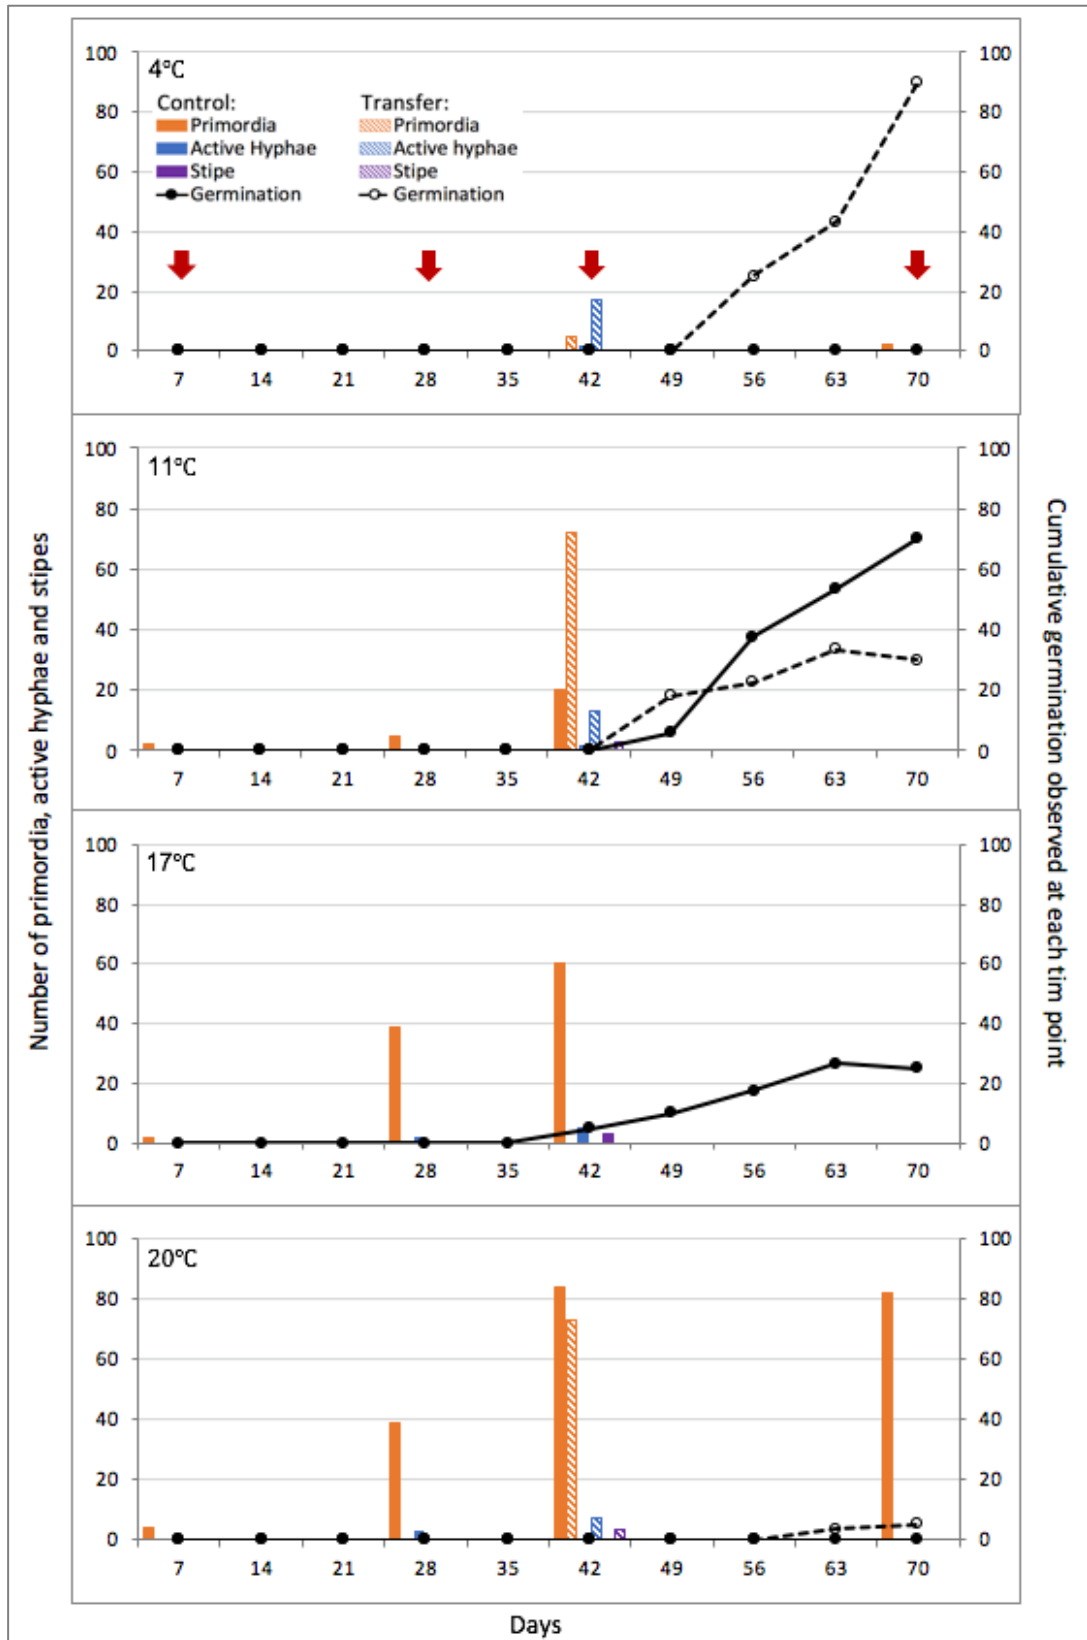 4°C
Control: Transfer:
Primordia Primordia
Active Hyphae Active hyphae
Stipe Stipe
Germination Germination
100 100
80 80
60 60
40 40
20 20
0 0
7 14 21 28 35 42 49 56 63 70
11°C
100 100
80 80
60 60
40 40
20 20
0 0
7 14 21 28 35 42 49 56 63 70
17°C
100 100
80 80
60 60
40 40
20 20
0 0
7 14 21 28 35 42 49 56 63 70
20°C
100 100
80 80
60 60
40 40
20 20
0 0
7 14 21 28 35 42 49 56 63 70
Days
Number of primordia, active hyphae and stipes
Cumulative germination observed at each tim point